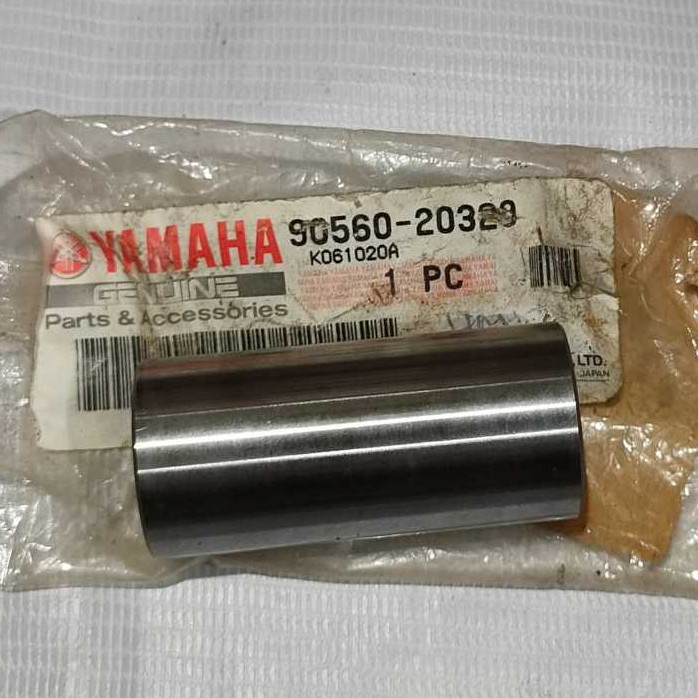 YAMAHA 90560-20329
K061020A
GENUINE 1 PC
Parts & Accessories
LTD.
JAPAN